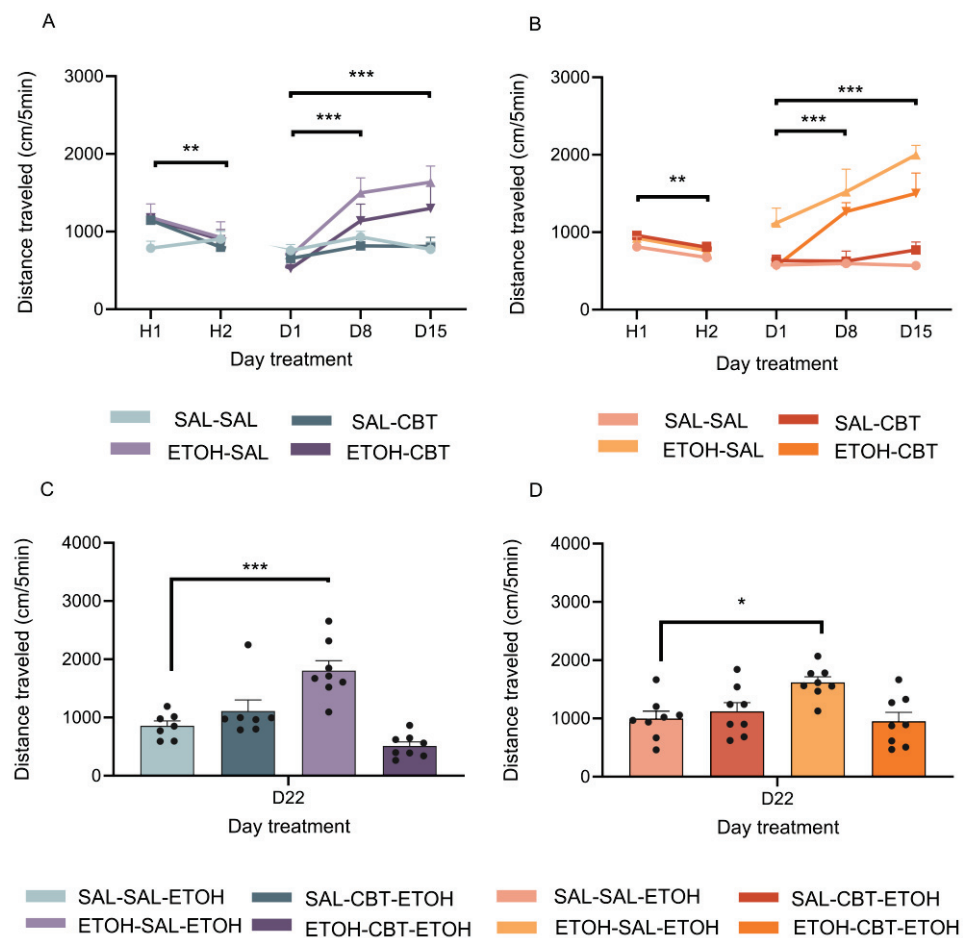 A
Distance traveled (cm/5min)
3000
2000
1000
0
**
***
***
H1 H2 D1 D8 D15
Day treatment
SAL-SAL SAL-CBT
ETOH-SAL ETOH-CBT
B
Distance traveled (cm/5min)
3000
2000
1000
0
**
***
***
H1 H2 D1 D8 D15
Day treatment
SAL-SAL SAL-CBT
ETOH-SAL ETOH-CBT
C
Distance traveled (cm/5min)
4000
3000
2000
1000
0
***
D22
Day treatment
SAL-SAL-ETOH SAL-CBT-ETOH
ETOH-SAL-ETOH ETOH-CBT-ETOH
D
Distance traveled (cm/5min)
4000
3000
2000
1000
0
*
D22
Day treatment
SAL-SAL-ETOH SAL-CBT-ETOH
ETOH-SAL-ETOH ETOH-CBT-ETOH